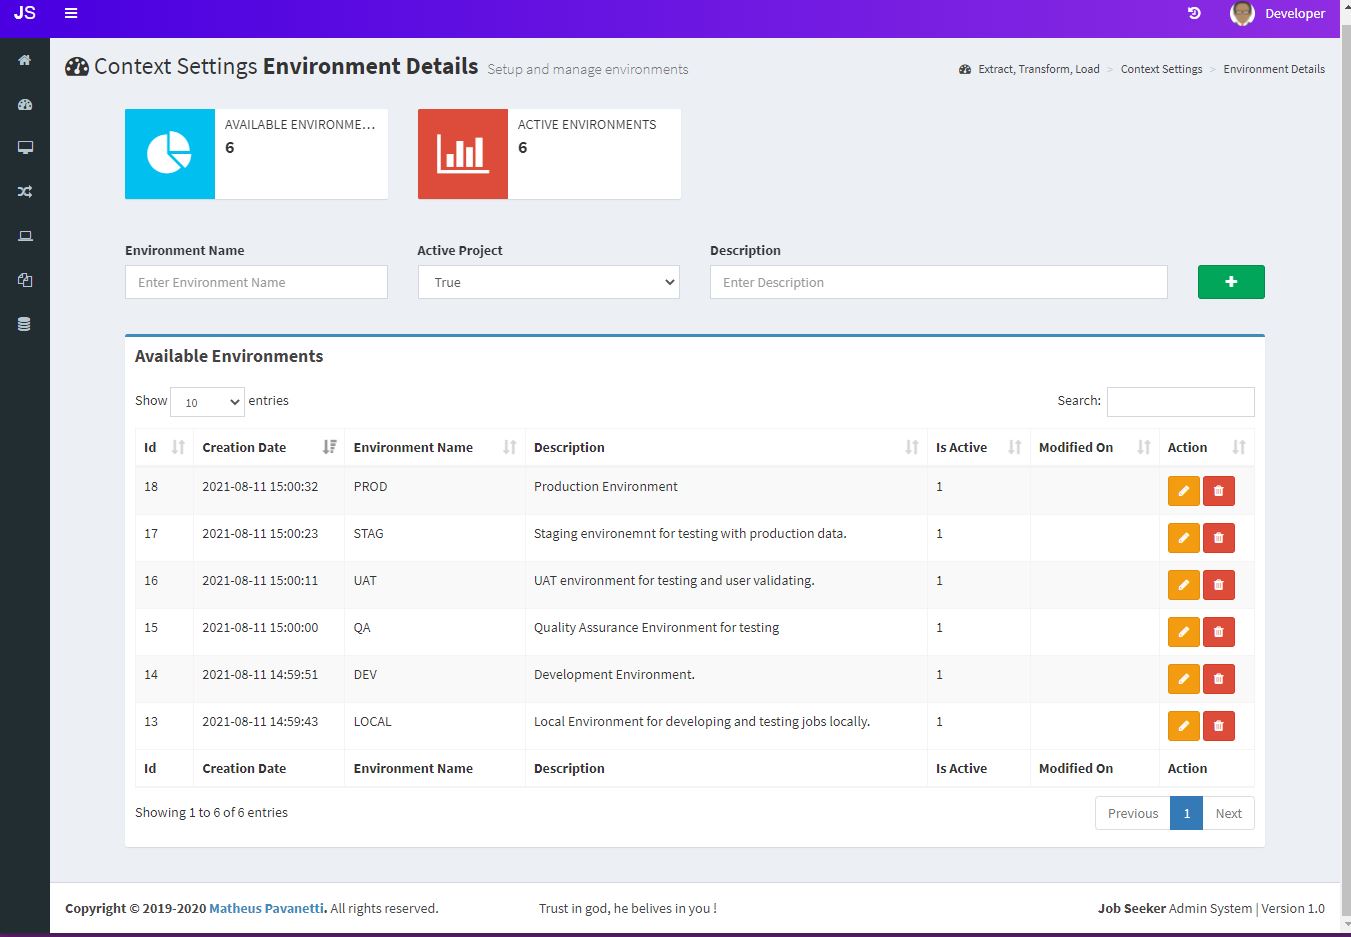 JS
Developer
Context Settings Environment Details Setup and manage environments
Extract, Transform, Load > Context Settings > Environment Details
AVAILABLE ENVIRONME...
6
ACTIVE ENVIRONMENTS
6
Environment Name
Active Project
Description
Enter Environment Name
True
Enter Description
Available Environments
Show 10 entries
Search:
Id Creation Date Environment Name Description Is Active Modified On Action
18 2021-08-11 15:00:32 PROD Production Environment 1
17 2021-08-11 15:00:23 STAG Staging environemnt for testing with production data. 1
16 2021-08-11 15:00:11 UAT UAT environment for testing and user validating. 1
15 2021-08-11 15:00:00 QA Quality Assurance Environment for testing 1
14 2021-08-11 14:59:51 DEV Development Environment. 1
13 2021-08-11 14:59:43 LOCAL Local Environment for developing and testing jobs locally. 1
Id Creation Date Environment Name Description Is Active Modified On Action
Showing 1 to 6 of 6 entries
Previous 1 Next
Copyright © 2019-2020 Matheus Pavanetti. All rights reserved.
Trust in god, he belives in you !
Job Seeker Admin System | Version 1.0